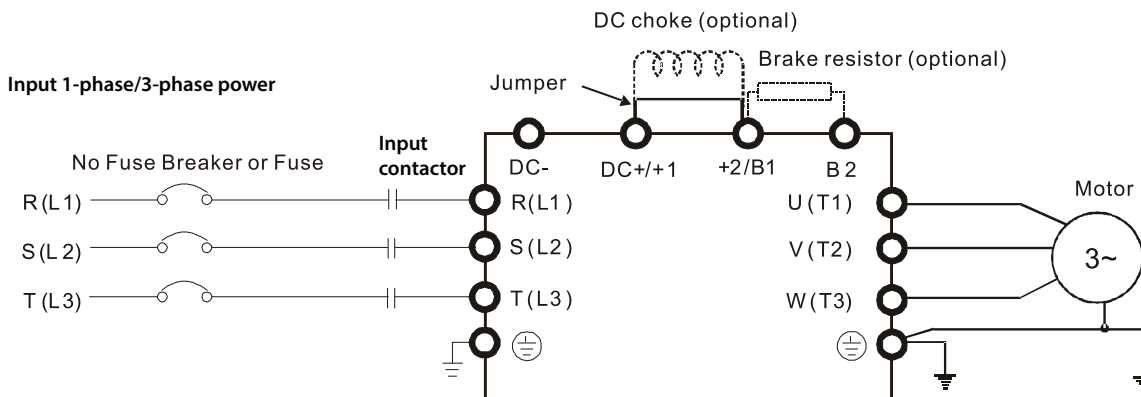 DC choke (optional)
Brake resistor (optional)
Input 1-phase/3-phase power
Jumper
No Fuse Breaker or Fuse
Input
contactor
DC-
DC+/+1
+2/B1
B2
Motor
R(L1)
R(L1)
U(T1)
S(L2)
S(L2)
V(T2)
3~
T(L3)
T(L3)
W(T3)